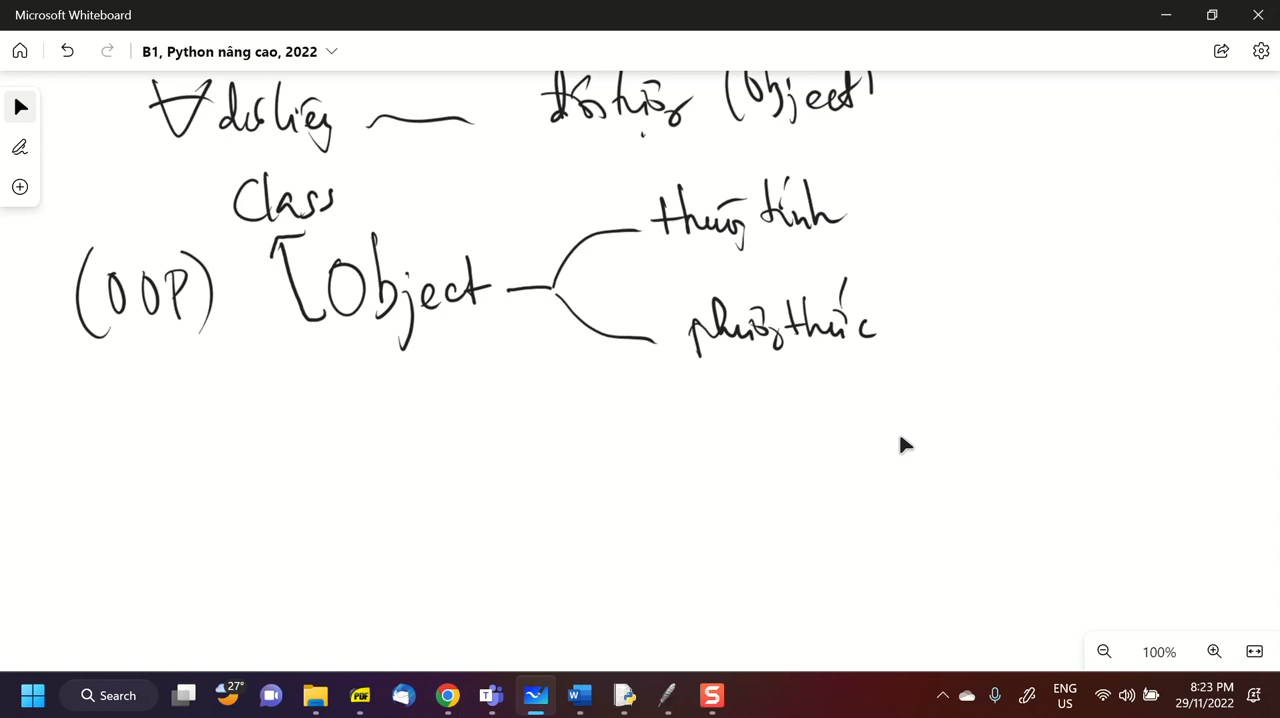 Microsoft Whiteboard
B1, Python nâng cao, 2022
∀ dữ liệu — đối tượng (Object)
Class
thuộc tính
(OOP) Object
phương thức
100%
27°
Search
PDF
W
S
ENG
US
8:23 PM
29/11/2022